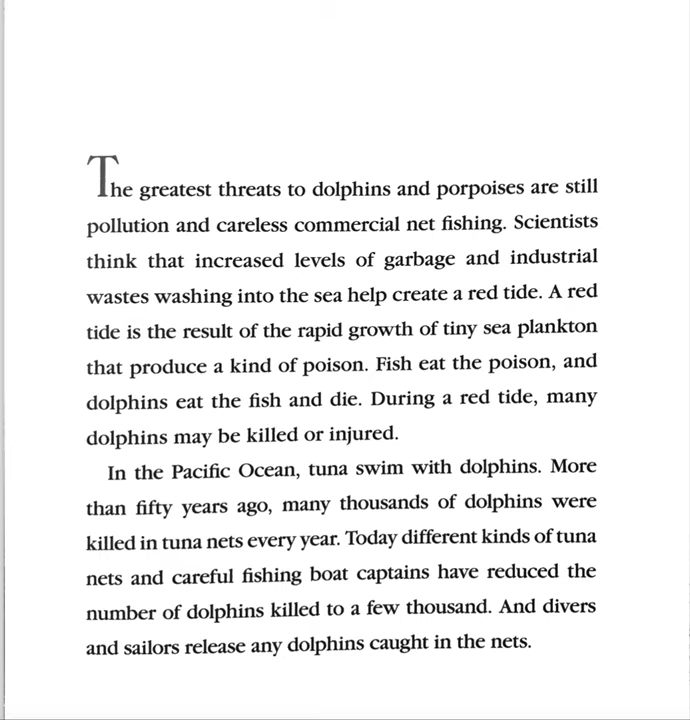 The greatest threats to dolphins and porpoises are still
pollution and careless commercial net fishing. Scientists
think that increased levels of garbage and industrial
wastes washing into the sea help create a red tide. A red
tide is the result of the rapid growth of tiny sea plankton
that produce a kind of poison. Fish eat the poison, and
dolphins eat the fish and die. During a red tide, many
dolphins may be killed or injured.
In the Pacific Ocean, tuna swim with dolphins. More
than fifty years ago, many thousands of dolphins were
killed in tuna nets every year. Today different kinds of tuna
nets and careful fishing boat captains have reduced the
number of dolphins killed to a few thousand. And divers
and sailors release any dolphins caught in the nets.